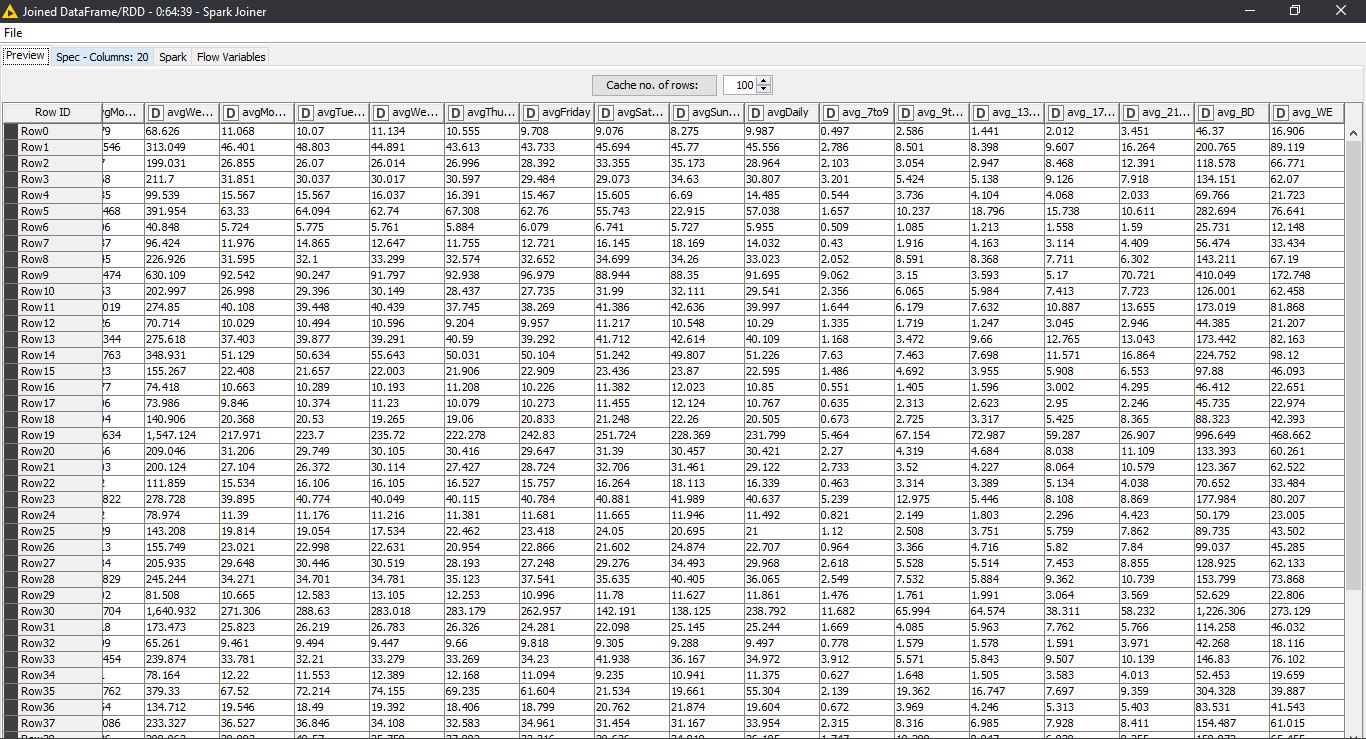 Joined DataFrame/RDD - 0:64:39 - Spark Joiner
File
Preview Spec - Columns: 20 Spark Flow Variables
Cache no. of rows: 100
Row ID avgWe... avgMo... avgTue... avgWe... avgThu... avgFriday avgSat... avgSun... avgDaily avg_7to9 avg_9t... avg_13... avg_17... avg_21... avg_BD avg_WE
Row0 68.626 11.068 10.07 11.134 10.555 9.708 9.076 8.275 9.987 0.497 2.586 1.441 2.012 3.451 46.37 16.906
Row1 546 313.049 46.401 48.803 44.891 43.613 43.733 45.694 45.77 45.556 2.786 8.501 8.398 9.607 16.264 200.765 89.119
Row2 199.031 26.855 26.07 26.014 26.996 28.392 33.355 35.173 28.964 2.103 3.054 2.947 8.468 12.391 118.578 66.771
Row3 211.7 31.851 30.037 30.017 30.597 29.484 29.073 34.63 30.807 3.201 5.424 5.138 9.126 7.918 134.151 62.07
Row4 99.539 15.567 15.567 16.037 16.391 15.467 15.605 6.69 14.485 0.544 3.736 4.104 4.068 2.033 69.766 21.723
Row5 468 391.954 63.33 64.094 62.74 67.308 62.76 55.743 22.915 57.038 1.657 10.237 18.796 15.738 10.611 282.694 76.641
Row6 40.848 5.724 5.775 5.761 5.884 6.079 6.741 5.727 5.955 0.509 1.085 1.213 1.558 1.59 25.731 12.148
Row7 96.424 11.976 14.865 12.647 11.755 12.721 16.145 18.169 14.032 0.43 1.916 4.163 3.114 4.409 56.474 33.434
Row8 226.926 31.595 32.1 33.299 32.574 32.652 34.699 34.26 33.023 2.052 8.591 8.368 7.711 6.302 143.211 67.19
Row9 474 630.109 92.542 90.247 91.797 92.938 96.979 88.944 88.35 91.695 9.062 3.15 3.593 5.17 70.721 410.049 172.748
Row10 202.997 26.998 29.396 30.149 28.437 27.735 31.99 32.111 29.541 2.356 6.065 5.984 7.413 7.723 126.001 62.458
Row11 019 274.85 40.108 39.448 40.439 37.745 38.269 41.386 42.636 39.997 1.644 6.179 7.632 10.887 13.655 173.019 81.868
Row12 70.714 10.029 10.494 10.596 9.204 9.957 11.217 10.548 10.29 1.335 1.719 1.247 3.045 2.946 44.385 21.207
Row13 344 275.618 37.403 39.877 39.291 40.59 39.292 41.712 42.614 40.109 1.168 3.472 9.66 12.765 13.043 173.442 82.163
Row14 763 348.931 51.129 50.634 55.643 50.031 50.104 51.242 49.807 51.226 7.63 7.463 7.698 11.571 16.864 224.752 98.12
Row15 155.267 22.408 21.657 22.003 21.906 22.909 23.436 23.87 22.595 1.486 4.692 3.955 5.908 6.553 97.88 46.093
Row16 74.418 10.663 10.289 10.193 11.208 10.226 11.382 12.023 10.85 0.551 1.405 1.596 3.002 4.295 46.412 22.651
Row17 73.986 9.846 10.374 11.23 10.079 10.273 11.455 12.124 10.767 0.635 2.313 2.623 2.95 2.246 45.735 22.974
Row18 140.906 20.368 20.53 19.265 19.06 20.833 21.248 22.26 20.505 0.673 2.725 3.317 5.425 8.365 88.323 42.393
Row19 634 1,547.124 217.971 223.7 235.72 222.278 242.83 251.724 228.369 231.799 5.464 67.154 72.987 59.287 26.907 996.649 468.662
Row20 209.046 31.206 29.749 30.105 30.416 29.647 31.39 30.457 30.421 2.27 4.319 4.684 8.038 11.109 133.393 60.261
Row21 200.124 27.104 26.372 30.114 27.427 28.724 32.706 31.461 29.122 2.733 3.52 4.227 8.064 10.579 123.367 62.522
Row22 111.859 15.534 16.106 16.105 16.527 15.757 16.264 18.113 16.339 0.463 3.314 3.389 5.134 4.038 70.652 33.484
Row23 822 278.728 39.895 40.774 40.049 40.115 40.784 40.881 41.989 40.637 5.239 12.975 5.446 8.108 8.869 177.984 80.207
Row24 78.974 11.39 11.176 11.216 11.381 11.681 11.665 11.946 11.492 0.821 2.149 1.803 2.296 4.423 50.179 23.005
Row25 143.208 19.814 19.054 17.534 22.462 23.418 24.05 20.695 21 1.12 2.508 3.751 5.759 7.862 89.735 43.502
Row26 155.749 23.021 22.998 22.631 20.954 22.866 21.602 24.874 22.707 0.964 3.366 4.716 5.82 7.84 99.037 45.285
Row27 205.935 29.648 30.446 30.519 28.193 27.248 29.276 34.493 29.968 2.618 5.528 5.514 7.453 8.855 128.925 62.133
Row28 829 245.244 34.271 34.701 34.781 35.123 37.541 35.635 40.405 36.065 2.549 7.532 5.884 9.362 10.739 153.799 73.868
Row29 81.508 10.665 12.583 13.105 12.253 10.996 11.78 11.627 11.861 1.476 1.761 1.991 3.064 3.569 52.629 22.806
Row30 704 1,640.932 271.306 288.63 283.018 283.179 262.957 142.191 138.125 238.792 11.682 65.994 64.574 38.311 58.232 1,226.306 273.129
Row31 173.473 25.823 26.219 26.783 26.326 24.281 22.098 25.145 25.244 1.669 4.085 5.963 7.762 5.766 114.258 46.032
Row32 65.261 9.461 9.494 9.447 9.66 9.818 9.305 9.288 9.497 0.778 1.579 1.578 1.591 3.971 42.268 18.116
Row33 454 239.874 33.781 32.21 33.279 33.269 34.23 41.938 36.167 34.972 3.912 5.571 5.843 9.507 10.139 146.83 76.102
Row34 78.164 12.22 11.553 12.389 12.168 11.094 9.235 10.941 11.375 0.627 1.648 1.505 3.583 4.013 52.453 19.659
Row35 762 379.33 67.52 72.214 74.155 69.235 61.604 21.534 19.661 55.304 2.139 19.362 16.747 7.697 9.359 304.328 39.887
Row36 134.712 19.546 18.49 19.392 18.406 18.799 20.762 21.874 19.604 0.672 3.969 4.246 5.313 5.403 83.531 41.543
Row37 086 233.327 36.527 36.846 34.108 32.583 34.961 31.454 31.167 33.954 2.315 8.316 6.985 7.928 8.411 154.487 61.015